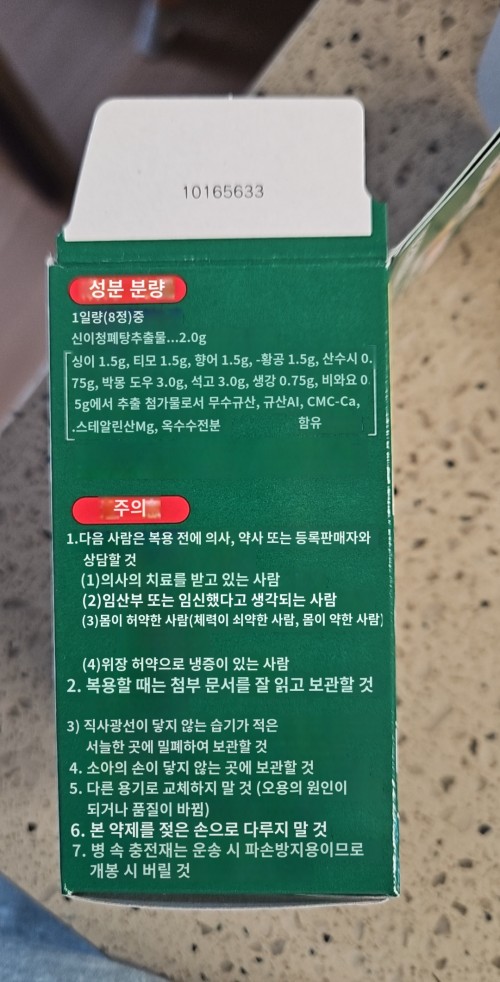 10165633
성분 분량
1일량(8정)중
신이청폐탕추출물...2.0g
싱이 1.5g, 티모 1.5g, 향어 1.5g, -황공 1.5g, 산수시 0.
75g, 박몽 도우 3.0g, 석고 3.0g, 생강 0.75g, 비와요 0
5g에서 추출 첨가물로서 무수규산, 규산AI, CMC-Ca,
.스테알린산Mg, 옥수수전분 함유
주의
1.다음 사람은 복용 전에 의사, 약사 또는 등록판매자와
상담할 것
(1)의사의 치료를 받고 있는 사람
(2)임산부 또는 임신했다고 생각되는 사람
(3)몸이 허약한 사람(체력이 쇠약한 사람, 몸이 약한 사람)
(4)위장 허약으로 냉증이 있는 사람
2. 복용할 때는 첨부 문서를 잘 읽고 보관할 것
3) 직사광선이 닿지 않는 습기가 적은
서늘한 곳에 밀폐하여 보관할 것
4. 소아의 손이 닿지 않는 곳에 보관할 것
5. 다른 용기로 교체하지 말 것 (오용의 원인이
되거나 품질이 바뀜)
6. 본 약제를 젖은 손으로 다루지 말 것
7. 병 속 충전재는 운송 시 파손방지용이므로
개봉 시 버릴 것